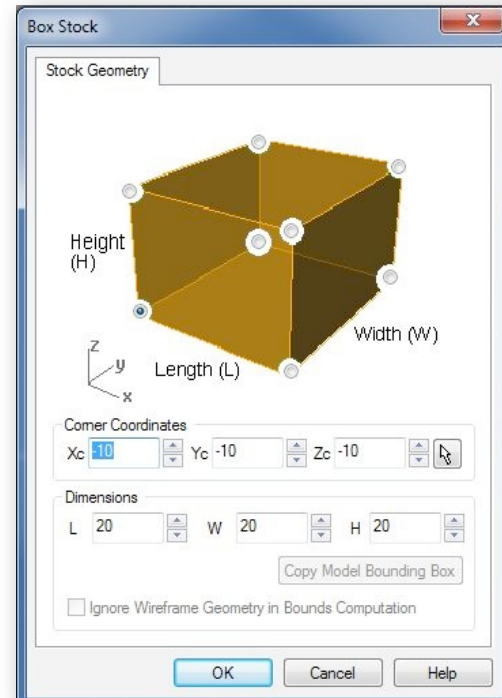 Box Stock
Stock Geometry
Height
(H)
Width (W)
Length (L)
z
y
x
Corner Coordinates
Xc -10 Yc -10 Zc -10
Dimensions
L 20 W 20 H 20
Copy Model Bounding Box
Ignore Wireframe Geometry in Bounds Computation
OK Cancel Help